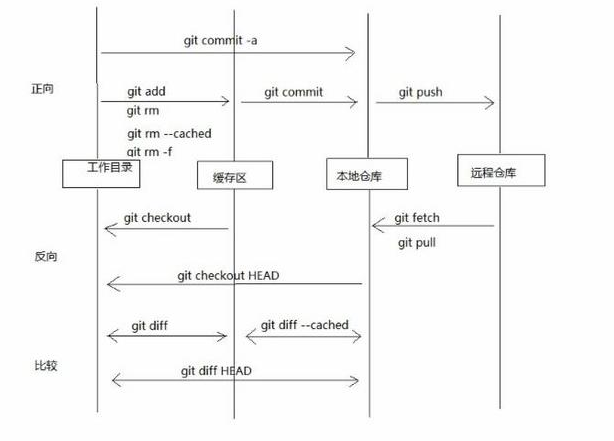 git commit -a
正向
git add
git commit
git push
git rm
git rm --cached
git rm -f
工作目录
缓存区
本地仓库
远程仓库
git checkout
git fetch
git pull
反向
git checkout HEAD
git diff
git diff --cached
比较
git diff HEAD